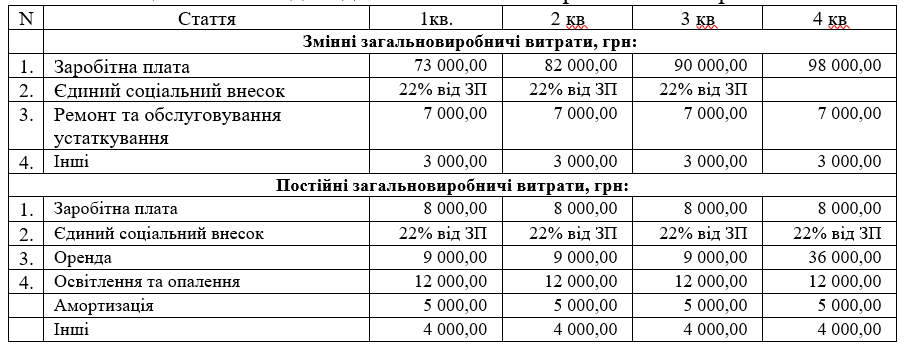 N Стаття 1кв. 2 кв 3 кв 4 кв
Змінні загальновиробничі витрати, грн:
1. Заробітна плата 73 000,00 82 000,00 90 000,00 98 000,00
2. Єдиний соціальний внесок 22% від ЗП 22% від ЗП 22% від ЗП
3. Ремонт та обслуговування 7 000,00 7 000,00 7 000,00 7 000,00
устаткування
4. Інші 3 000,00 3 000,00 3 000,00 3 000,00
Постійні загальновиробничі витрати, грн:
1. Заробітна плата 8 000,00 8 000,00 8 000,00 8 000,00
2. Єдиний соціальний внесок 22% від ЗП 22% від ЗП 22% від ЗП 22% від ЗП
3. Оренда 9 000,00 9 000,00 9 000,00 36 000,00
4. Освітлення та опалення 12 000,00 12 000,00 12 000,00 12 000,00
Амортизація 5 000,00 5 000,00 5 000,00 5 000,00
Інші 4 000,00 4 000,00 4 000,00 4 000,00